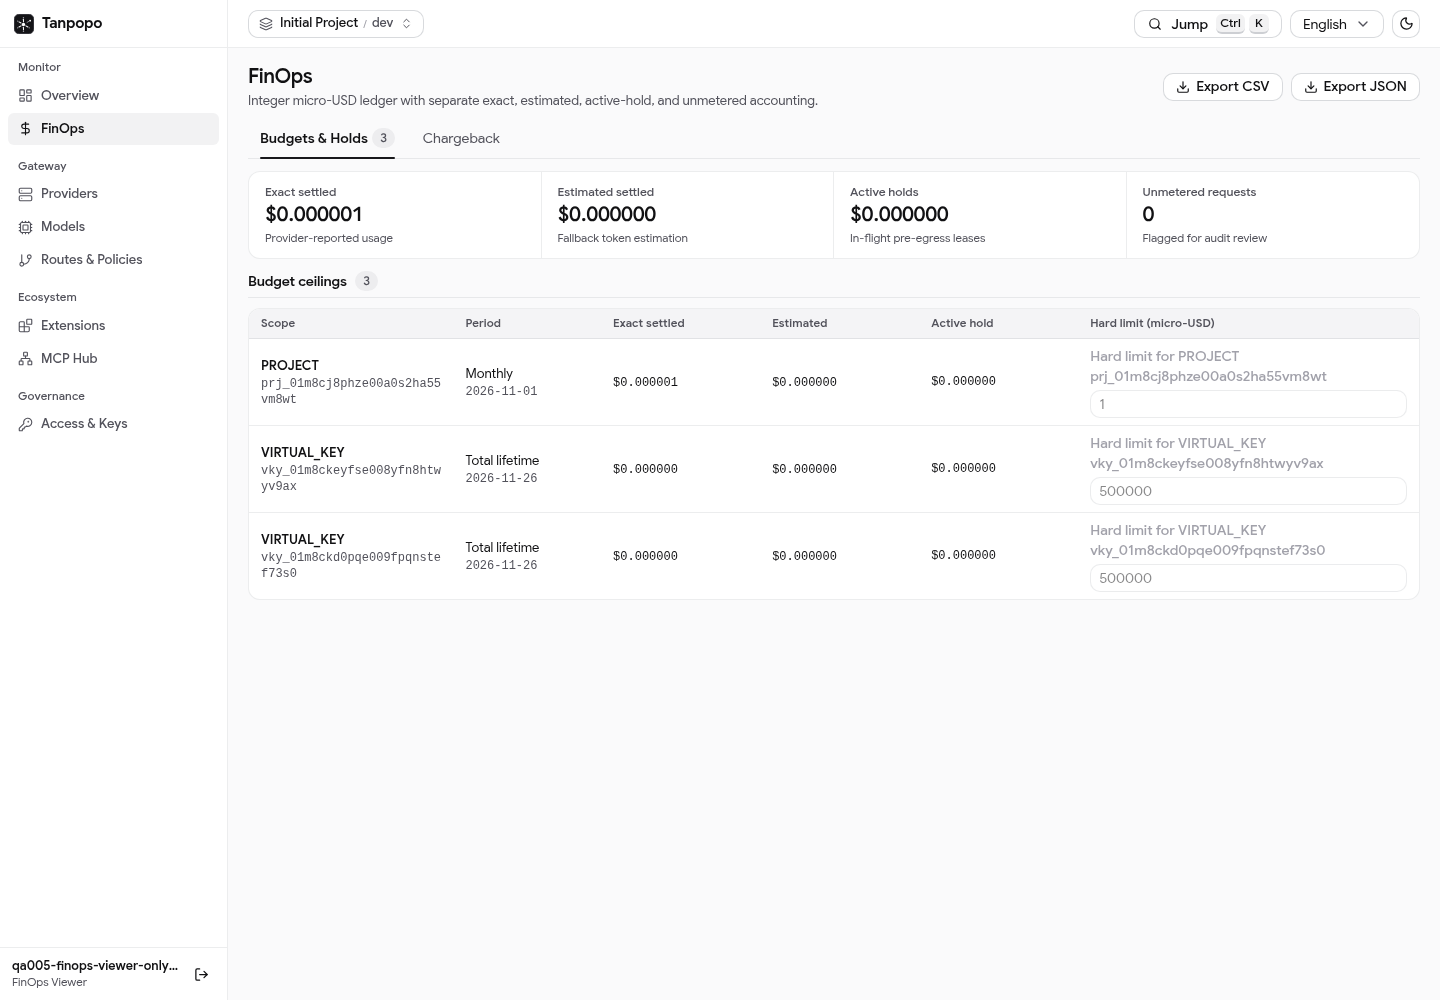 Tanpopo
Initial Project / dev
Jump Ctrl K
English
Monitor
Overview
FinOps
Gateway
Providers
Models
Routes & Policies
Ecosystem
Extensions
MCP Hub
Governance
Access & Keys
qa005-finops-viewer-only...
FinOps Viewer
FinOps
Integer micro-USD ledger with separate exact, estimated, active-hold, and unmetered accounting.
Export CSV
Export JSON
Budgets & Holds 3
Chargeback
Exact settled
$0.000001
Provider-reported usage
Estimated settled
$0.000000
Fallback token estimation
Active holds
$0.000000
In-flight pre-egress leases
Unmetered requests
0
Flagged for audit review
Budget ceilings 3
Scope Period Exact settled Estimated Active hold Hard limit (micro-USD)
PROJECT
prj_01m8cj8phze00a0s2ha55
vm8wt
Monthly
2026-11-01
$0.000001
$0.000000
$0.000000
Hard limit for PROJECT
prj_01m8cj8phze00a0s2ha55vm8wt
1
VIRTUAL_KEY
vky_01m8ckeyfse008yfn8htw
yv9ax
Total lifetime
2026-11-26
$0.000000
$0.000000
$0.000000
Hard limit for VIRTUAL_KEY
vky_01m8ckeyfse008yfn8htwyv9ax
500000
VIRTUAL_KEY
vky_01m8ckd0pqe009fpqnste
f73s0
Total lifetime
2026-11-26
$0.000000
$0.000000
$0.000000
Hard limit for VIRTUAL_KEY
vky_01m8ckd0pqe009fpqnstef73s0
500000